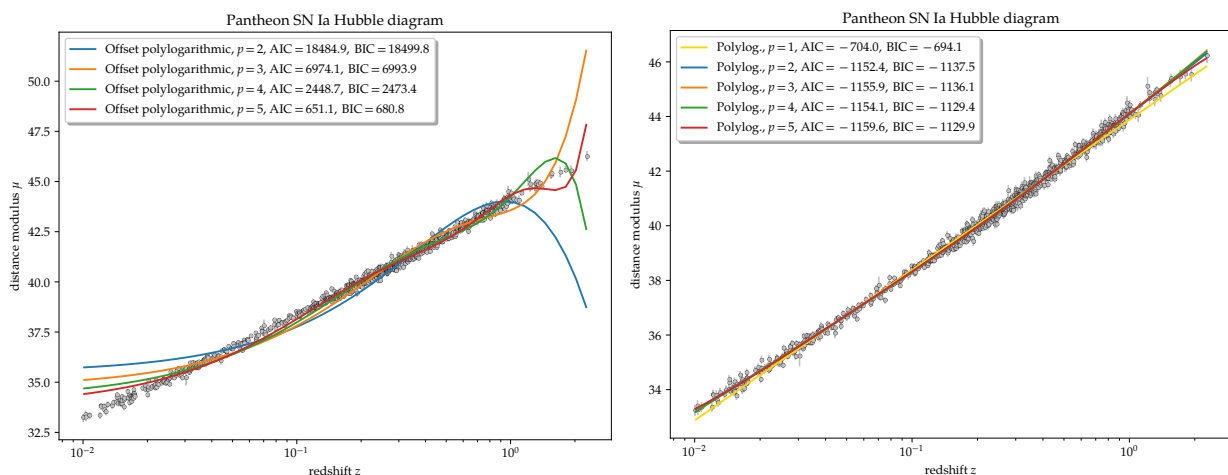 Pantheon SN Ia Hubble diagram
Offset polylogarithmic, p = 2, AIC = 18484.9, BIC = 18499.8
Offset polylogarithmic, p = 3, AIC = 6974.1, BIC = 6993.9
Offset polylogarithmic, p = 4, AIC = 2448.7, BIC = 2473.4
Offset polylogarithmic, p = 5, AIC = 651.1, BIC = 680.8
50.0
47.5
45.0
42.5
40.0
37.5
35.0
32.5
distance modulus μ
10⁻²
10⁻¹
10⁰
redshift z
Pantheon SN Ia Hubble diagram
Polylog., p = 1, AIC = −704.0, BIC = −694.1
Polylog., p = 2, AIC = −1152.4, BIC = −1137.5
Polylog., p = 3, AIC = −1155.9, BIC = −1136.1
Polylog., p = 4, AIC = −1154.1, BIC = −1129.4
Polylog., p = 5, AIC = −1159.6, BIC = −1129.9
46
44
42
40
38
36
34
distance modulus μ
10⁻²
10⁻¹
10⁰
redshift z